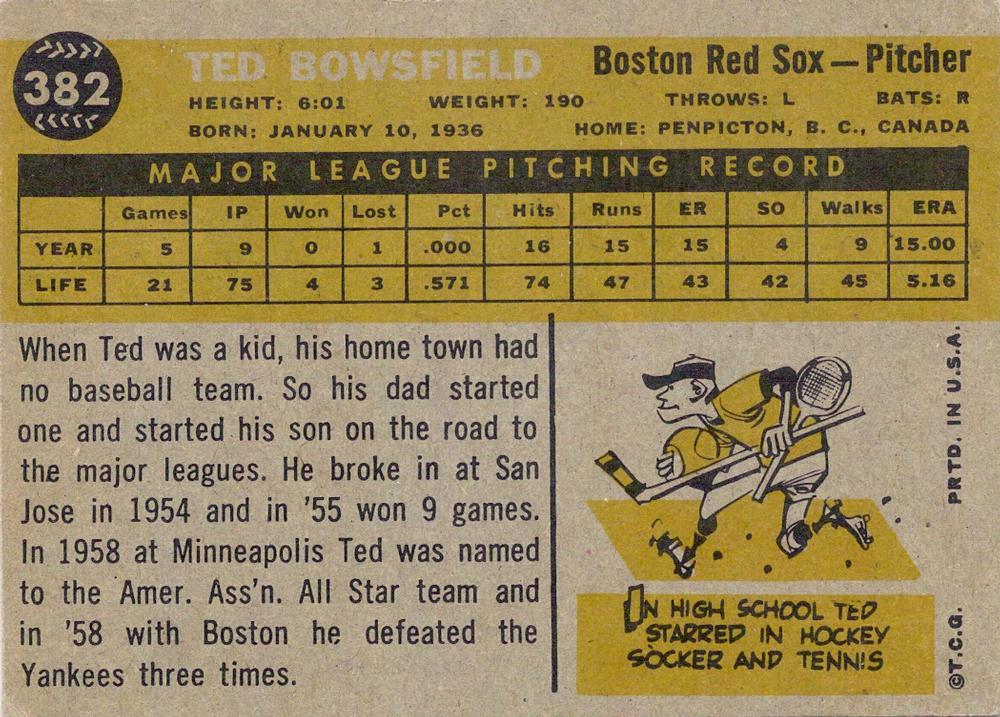 382
TED BOWSFIELD
Boston Red Sox—Pitcher
HEIGHT: 6:01 WEIGHT: 190 THROWS: L BATS: R
BORN: JANUARY 10, 1936 HOME: PENPICTON, B. C., CANADA
MAJOR LEAGUE PITCHING RECORD
Games IP Won Lost Pct Hits Runs ER SO Walks ERA
YEAR 5 9 0 1 .000 16 15 15 4 9 15.00
LIFE 21 75 4 3 .571 74 47 43 42 45 5.16
When Ted was a kid, his home town had
no baseball team. So his dad started
one and started his son on the road to
the major leagues. He broke in at San
Jose in 1954 and in '55 won 9 games.
In 1958 at Minneapolis Ted was named
to the Amer. Ass'n. All Star team and
in '58 with Boston he defeated the
Yankees three times.
IN HIGH SCHOOL TED
STARRED IN HOCKEY
SOCKER AND TENNIS
©T.C.G. PRTD. IN U.S.A.